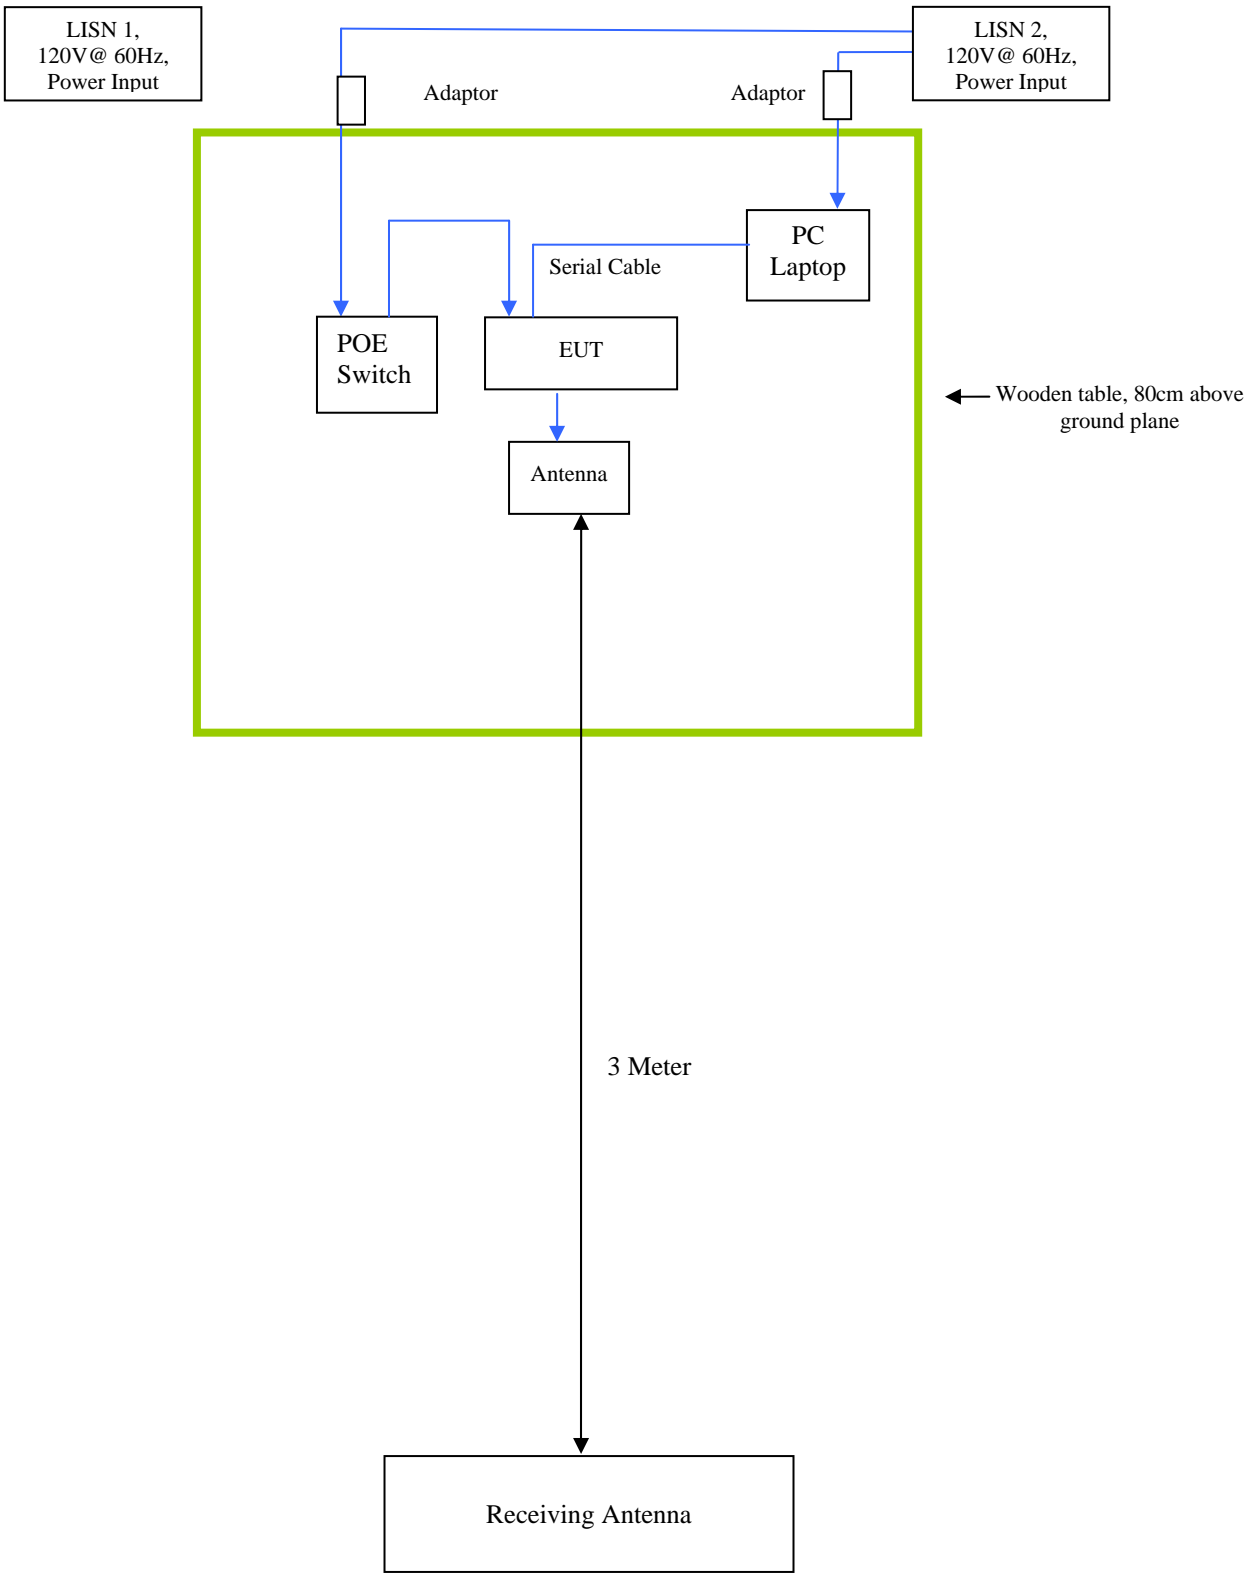 LISN 1,
120V@ 60Hz,
Power Input
LISN 2,
120V@ 60Hz,
Power Input
Adaptor
Adaptor
PC
Laptop
Serial Cable
POE
Switch
EUT
Wooden table, 80cm above
ground plane
Antenna
3 Meter
Receiving Antenna